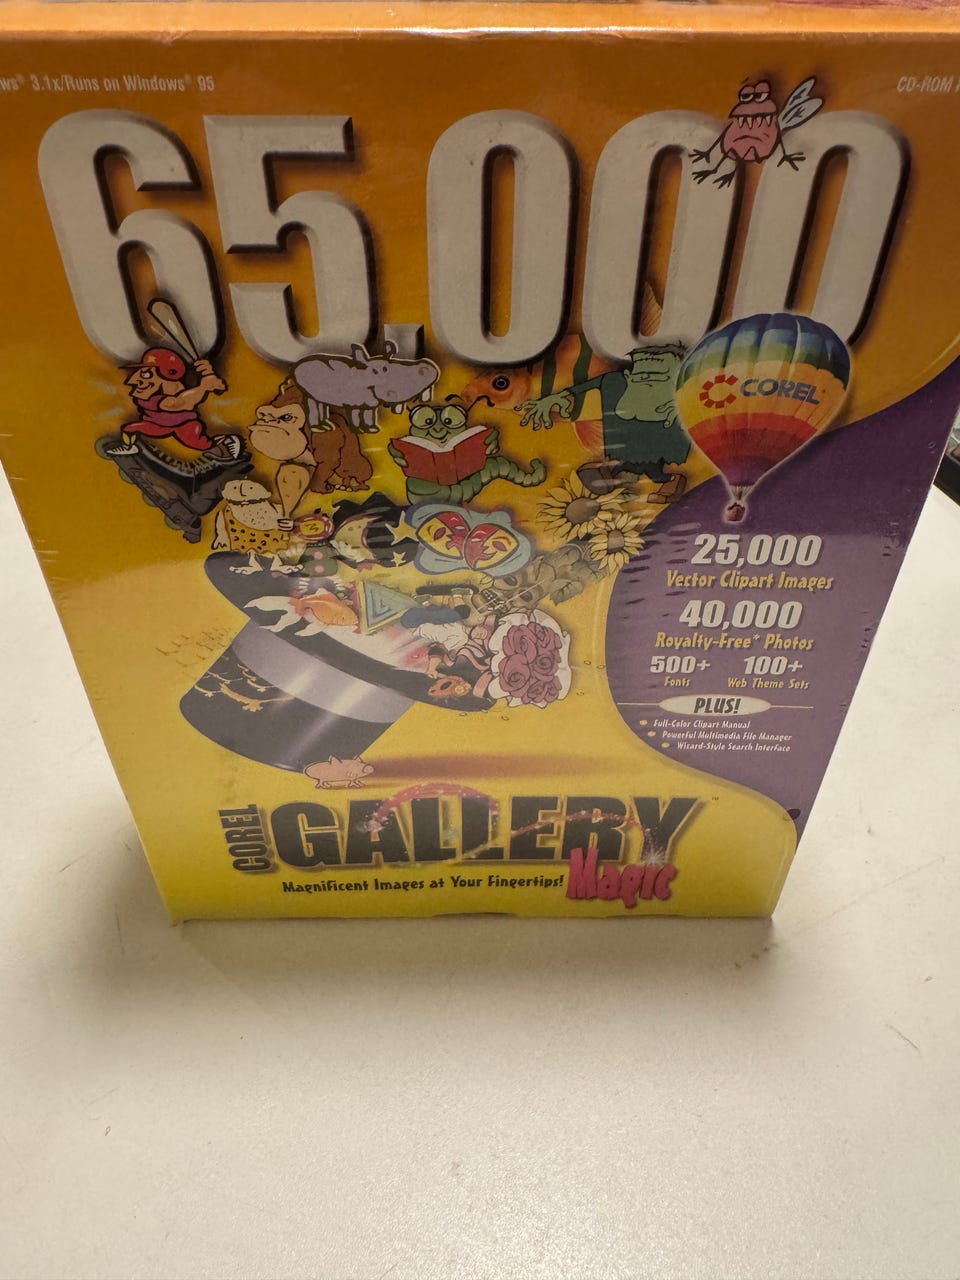 3.1x/Runs on Windows® 95
CD-ROM
65,000
COREL
25,000
Vector Clipart Images
40,000
Royalty-Free* Photos
500+ 100+
Fonts Web Theme Sets
PLUS!
Full-Color Clipart Manual
Powerful Multimedia File Manager
Wizard-Style Search Interface
COREL
GALLERY™
Magic
Magnificent Images at Your Fingertips!